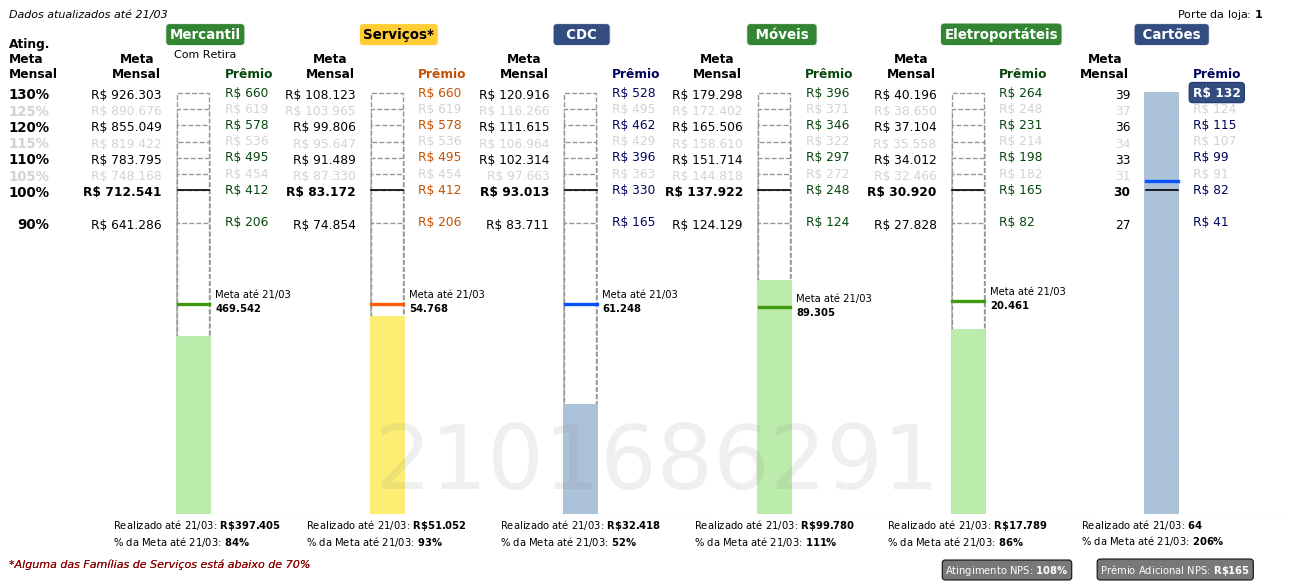 Dados atualizados até 21/03
Porte da loja: 1
Mercantil Serviços* CDC Móveis Eletroportáteis Cartões
Com Retira
Ating. Meta Mensal
Meta Mensal Prêmio Meta Mensal Prêmio Meta Mensal Prêmio Meta Mensal Prêmio Meta Mensal Prêmio Meta Mensal Prêmio
130% R$ 926.303 R$ 660 R$ 108.123 R$ 660 R$ 120.916 R$ 528 R$ 179.298 R$ 396 R$ 40.196 R$ 264 39 R$ 132
125% R$ 890.676 R$ 619 R$ 103.965 R$ 619 R$ 116.266 R$ 495 R$ 172.402 R$ 371 R$ 38.650 R$ 248 37 R$ 124
120% R$ 855.049 R$ 578 R$ 99.806 R$ 578 R$ 111.615 R$ 462 R$ 165.506 R$ 346 R$ 37.104 R$ 231 36 R$ 115
115% R$ 819.422 R$ 536 R$ 95.647 R$ 536 R$ 106.964 R$ 429 R$ 158.610 R$ 322 R$ 35.558 R$ 214 34 R$ 107
110% R$ 783.795 R$ 495 R$ 91.489 R$ 495 R$ 102.314 R$ 396 R$ 151.714 R$ 297 R$ 34.012 R$ 198 33 R$ 99
105% R$ 748.168 R$ 454 R$ 87.330 R$ 454 R$ 97.663 R$ 363 R$ 144.818 R$ 272 R$ 32.466 R$ 182 31 R$ 91
100% R$ 712.541 R$ 412 R$ 83.172 R$ 412 R$ 93.013 R$ 330 R$ 137.922 R$ 248 R$ 30.920 R$ 165 30 R$ 82
90% R$ 641.286 R$ 206 R$ 74.854 R$ 206 R$ 83.711 R$ 165 R$ 124.129 R$ 124 R$ 27.828 R$ 82 27 R$ 41
Meta até 21/03 Meta até 21/03 Meta até 21/03 Meta até 21/03 Meta até 21/03
469.542 54.768 61.248 89.305 20.461
2101686291
Realizado até 21/03: R$397.405 Realizado até 21/03: R$51.052 Realizado até 21/03: R$32.418 Realizado até 21/03: R$99.780 Realizado até 21/03: R$17.789 Realizado até 21/03: 64
% da Meta até 21/03: 84% % da Meta até 21/03: 93% % da Meta até 21/03: 52% % da Meta até 21/03: 111% % da Meta até 21/03: 86% % da Meta até 21/03: 206%
*Alguma das Famílias de Serviços está abaixo de 70%
Atingimento NPS: 108% Prêmio Adicional NPS: R$165